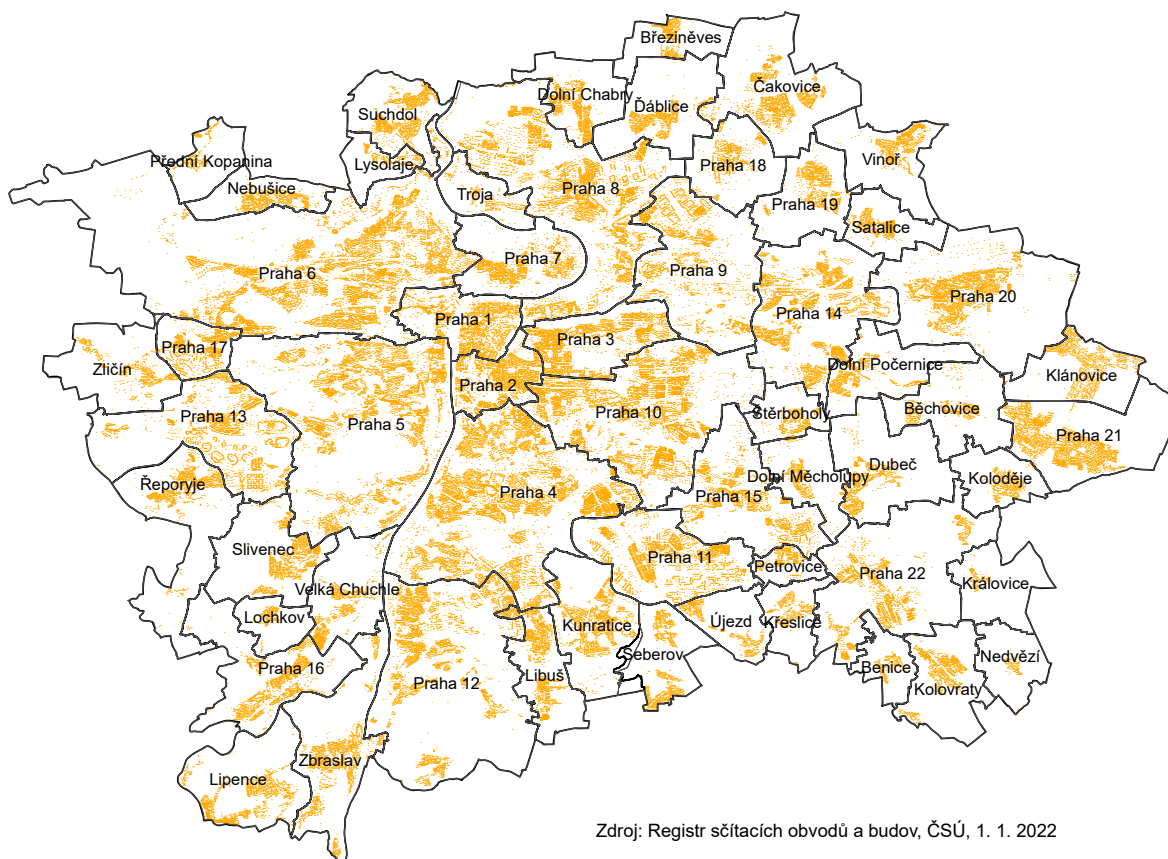 Březiněves
Čakovice
Dolní Chabry
Ďáblice
Suchdol
Přední Kopanina
Lysolaje
Praha 18
Vinoř
Nebušice
Troja
Praha 8
Praha 19
Satalice
Praha 7
Praha 6
Praha 9
Praha 20
Praha 1
Praha 14
Praha 3
Praha 17
Zličín
Dolní Počernice
Klánovice
Praha 2
Praha 13
Praha 5
Praha 10
Štěrboholy
Běchovice
Praha 21
Řeporyje
Praha 4
Praha 15
Dolní Měcholupy
Dubeč
Koloděje
Slivenec
Praha 11
Petrovice
Praha 22
Královice
Velká Chuchle
Lochkov
Kunratice
Újezd
Křeslice
Šeberov
Nedvězí
Praha 16
Praha 12
Libuš
Benice
Kolovraty
Zbraslav
Lipence
Zdroj: Registr sčítacích obvodů a budov, ČSÚ, 1. 1. 2022